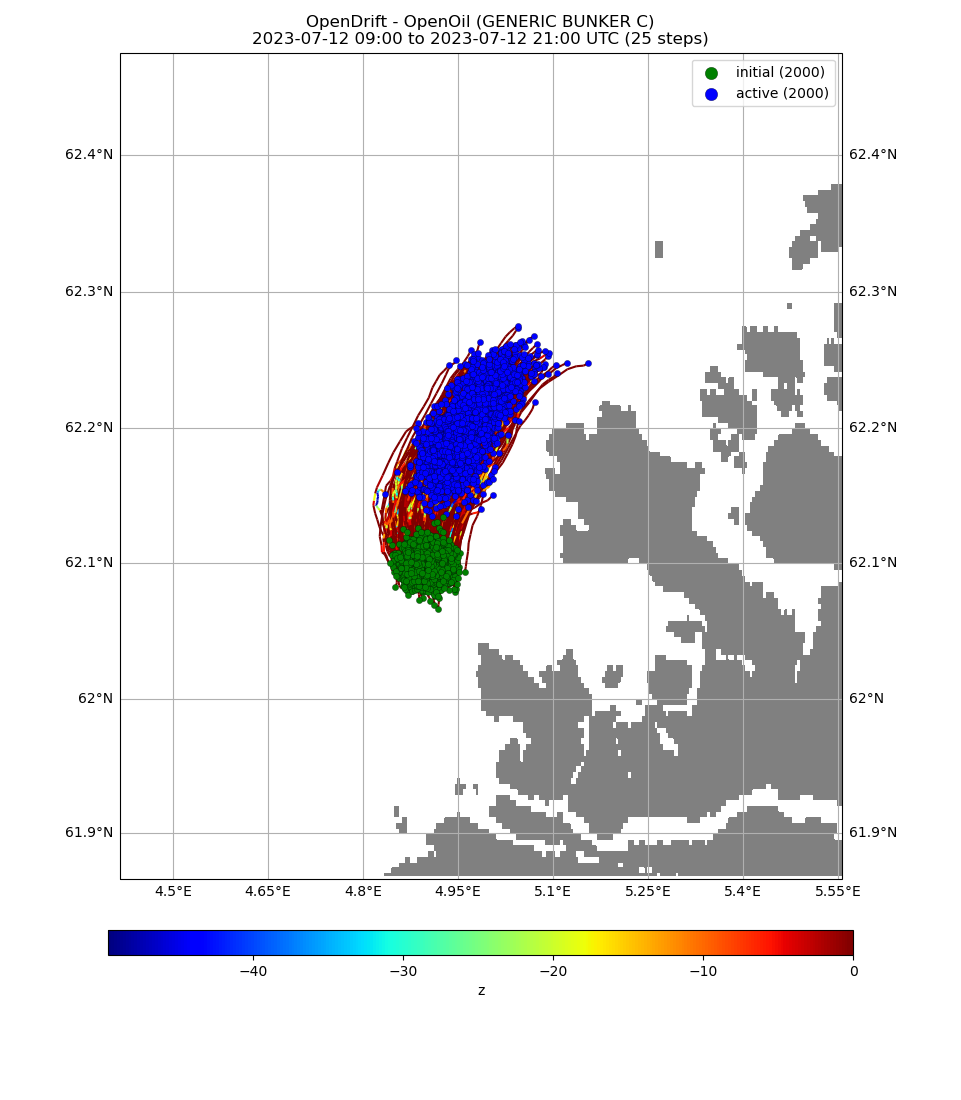 OpenDrift - OpenOil (GENERIC BUNKER C)
2023-07-12 09:00 to 2023-07-12 21:00 UTC (25 steps)
initial (2000)
active (2000)
62.4°N 62.4°N
62.3°N 62.3°N
62.2°N 62.2°N
62.1°N 62.1°N
62°N 62°N
61.9°N 61.9°N
4.5°E 4.65°E 4.8°E 4.95°E 5.1°E 5.25°E 5.4°E 5.55°E
−40 −30 −20 −10 0
z